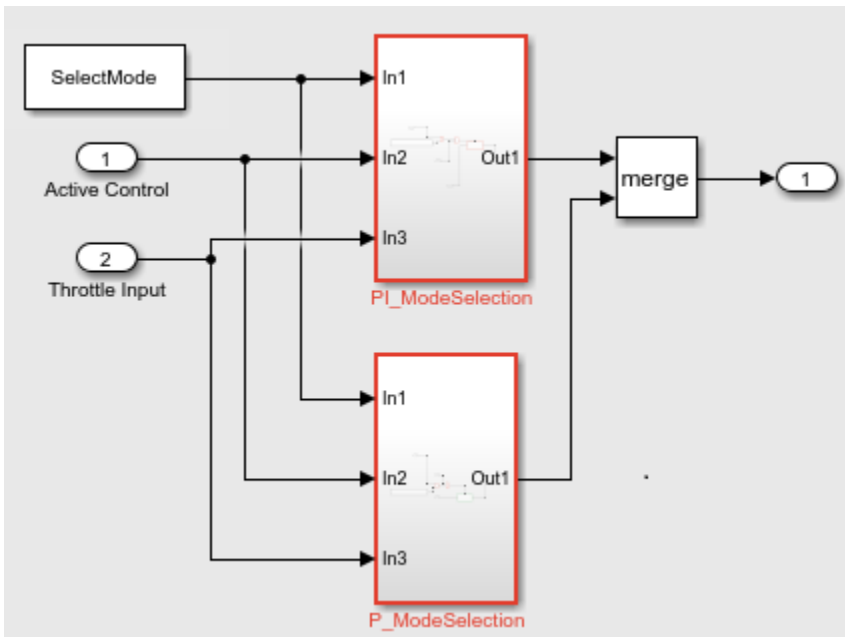 SelectMode
1
Active Control
2
Throttle Input
In1
In2
In3
Out1
PI_ModeSelection
merge
1
In1
In2
In3
Out1
P_ModeSelection